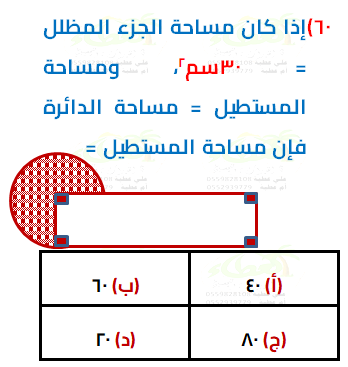 ٦٠)إذا كان مساحة الجزء المظلل
= ٣٠سم٢، ومساحة
المستطيل = مساحة الدائرة
فإن مساحة المستطيل =
(أ) ٤٠
(ب) ٦٠
(ج) ٨٠
(د) ٢٠